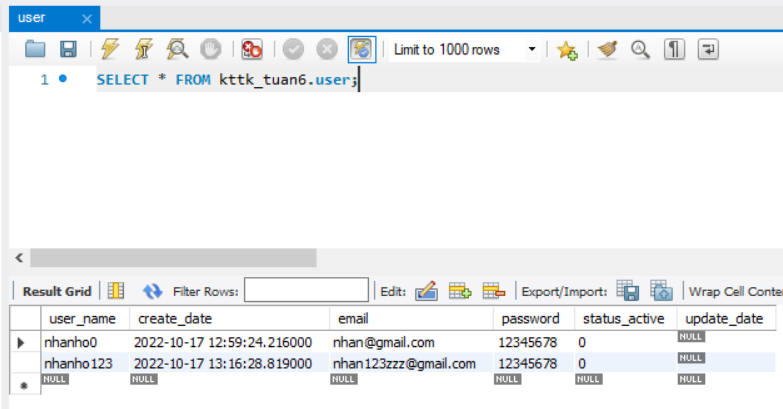 user
Limit to 1000 rows
1 SELECT * FROM kttk_tuan6.user;
Result Grid Filter Rows: Edit: Export/Import: Wrap Cell Conte
user_name create_date email password status_active update_date
nhanho0 2022-10-17 12:59:24.216000 nhan@gmail.com 12345678 0 NULL
nhanho123 2022-10-17 13:16:28.819000 nhan123zzz@gmail.com 12345678 0 NULL
NULL NULL NULL NULL NULL NULL